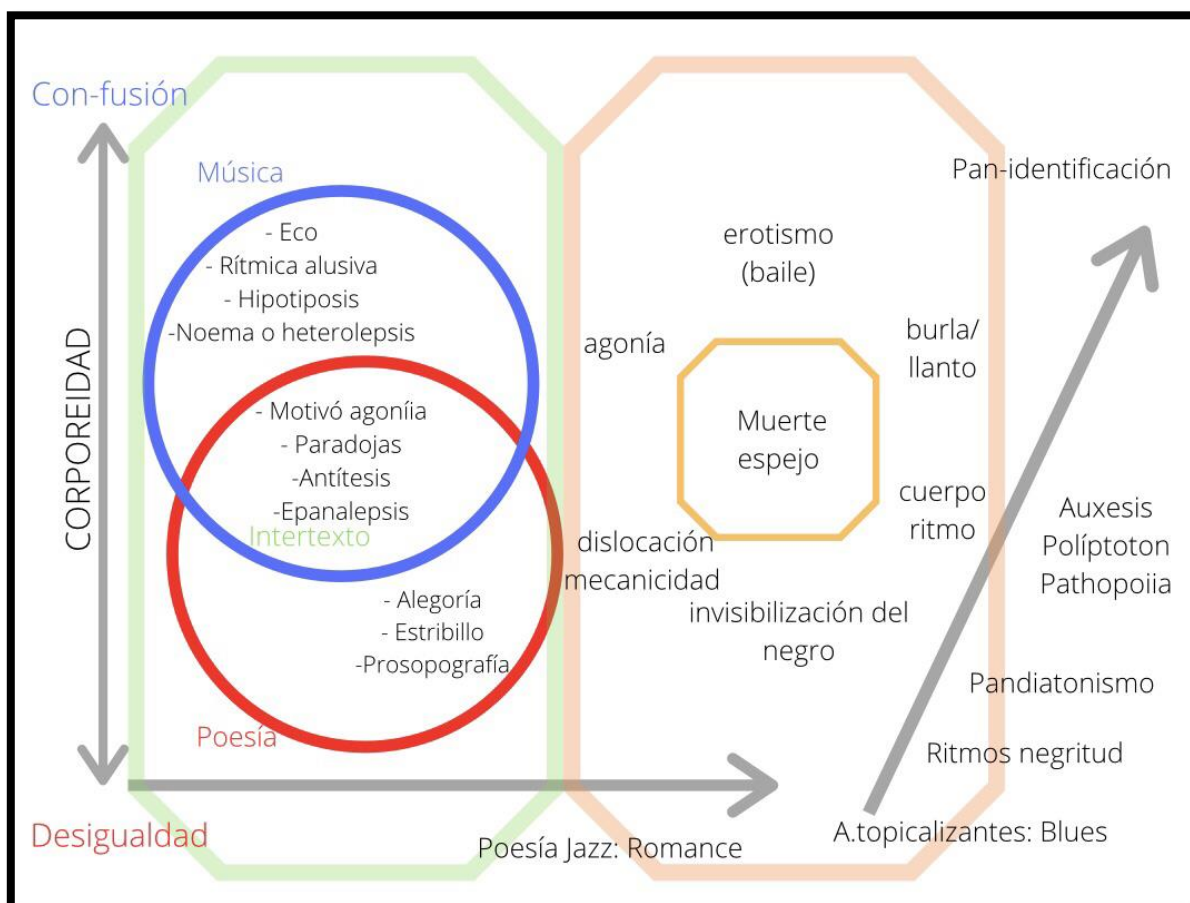 Con-fusión
CORPOREIDAD
Desigualdad
Música
- Eco
- Rítmica alusiva
- Hipotiposis
-Noema o heterolepsis
- Motivó agoníia
- Paradojas
-Antítesis
-Epanalepsis
Intertexto
- Alegoría
- Estribillo
-Prosopografía
Poesía
erotismo
(baile)
agonía
burla/
llanto
Muerte
espejo
cuerpo
ritmo
dislocación
mecanicidad
invisibilización del
negro
Pan-identificación
Auxesis
Políptoton
Pathopoiia
Pandiatonismo
Ritmos negritud
A.topicalizantes: Blues
Poesía Jazz: Romance